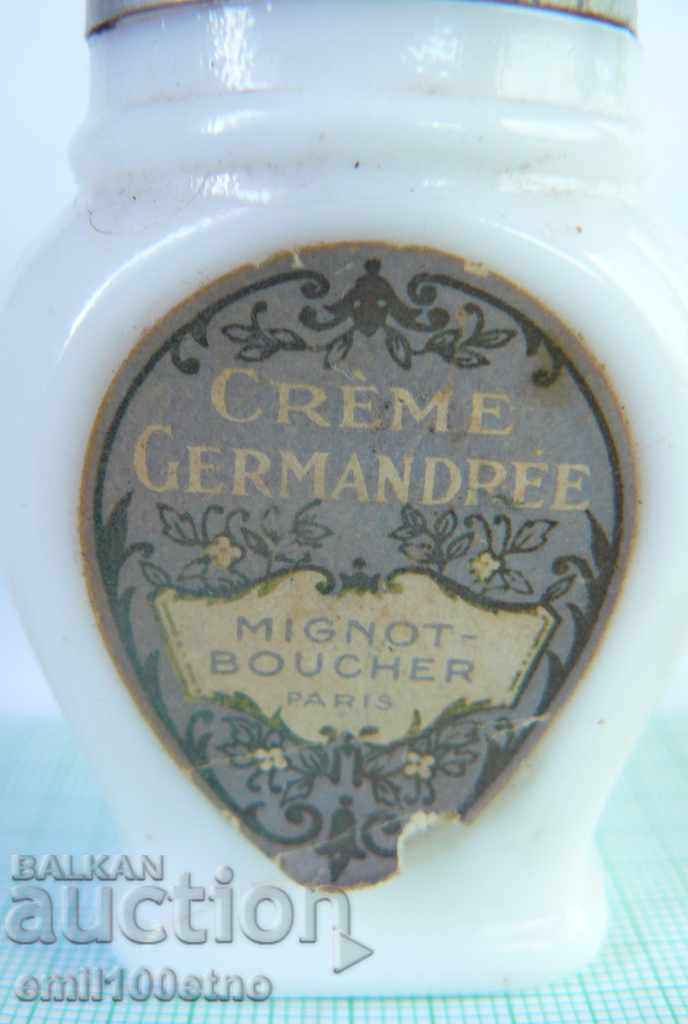 CRÈME
GERMANDRÉE
MIGNOT-
BOUCHER
PARIS
BALKAN
auction
emil100etno